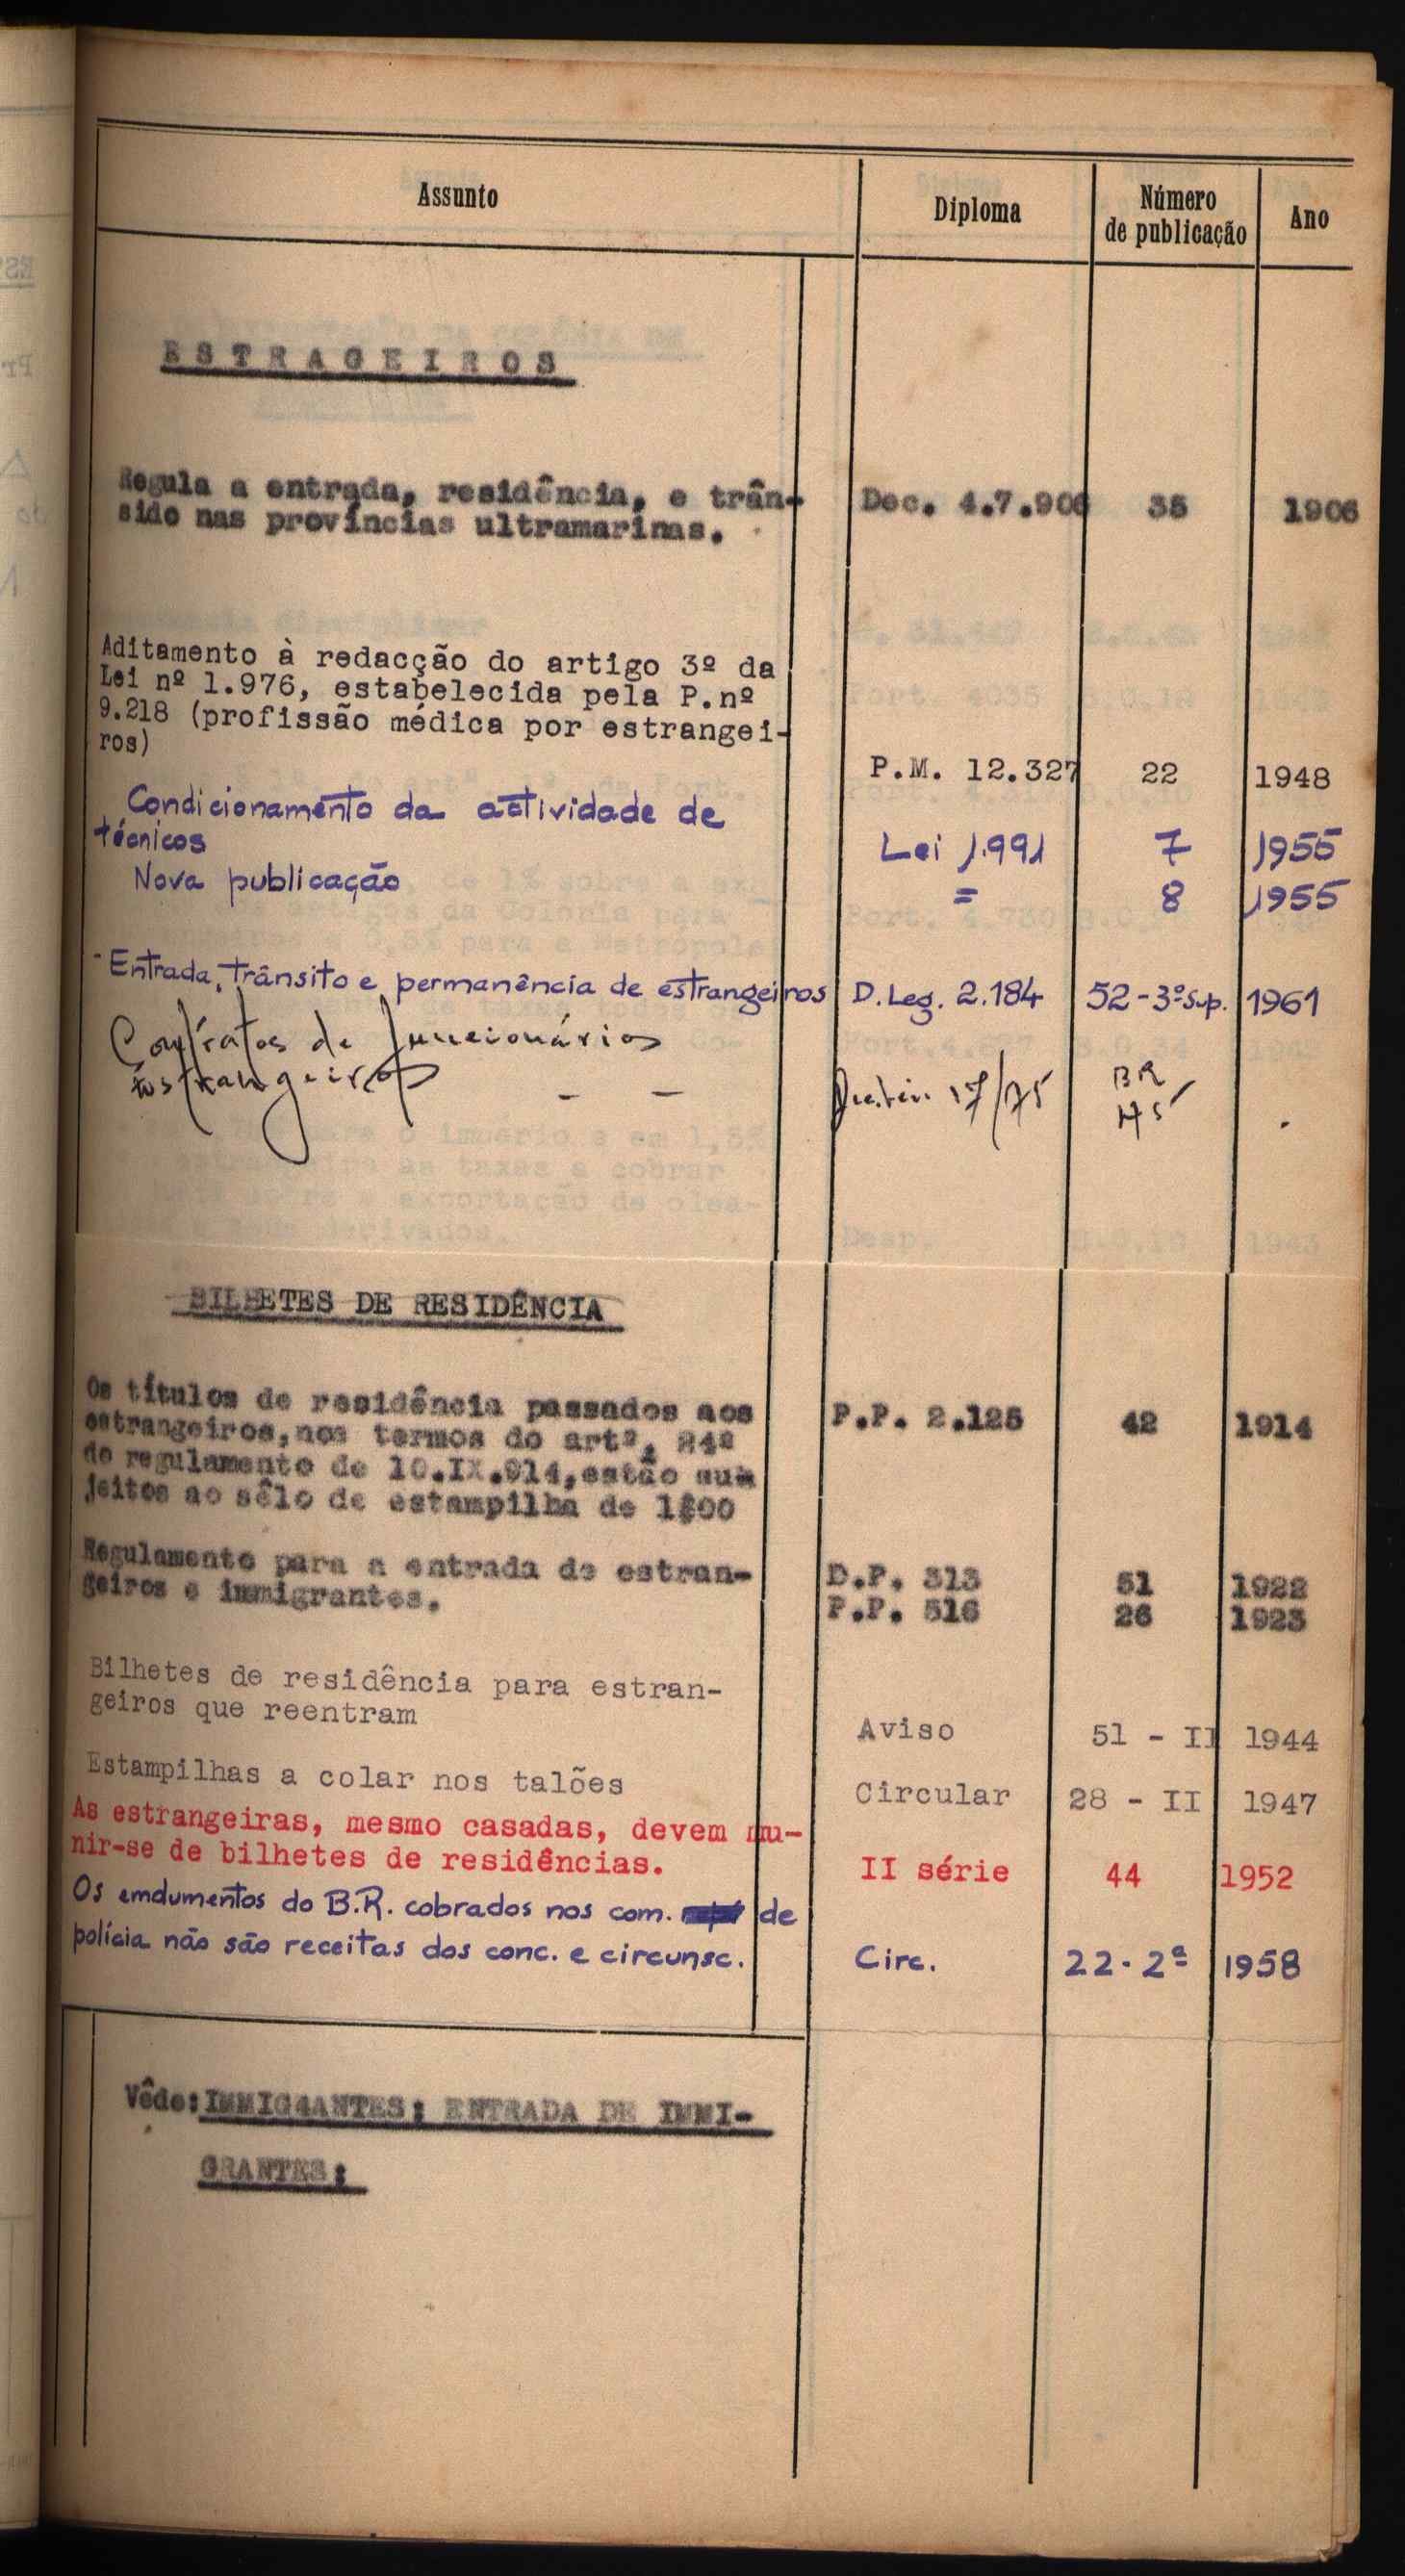 Assunto Diploma Número de publicação Ano
ESTRAGEIROS
Regula a entrada, residência, e trân- Dec. 4.7.906 35 1906
sido nas províncias ultramarinas.
Aditamento à redacção do artigo 3º da
Lei nº 1.976, estabelecida pela P.nº
9.218 (profissão médica por estrangei-
ros)
P.M. 12.327 22 1948
Condicionamento da actividade de
técnicos Lei 1.991 7 1955
Nova publicação = 8 1955
- Entrada, trânsito e permanência de estrangeiros D. Leg. 2.184 52-3º Sup. 1961
Contratos de funcionários
estrangeiros - - 17/75 BR
45
BILHETES DE RESIDÊNCIA
Os títulos de residência passados aos P.P. 2.125 42 1914
estrangeiros, nos termos do artº, 24º
do regulamento de 10.IX.914, estão su-
jeitos ao sêlo de estampilha de 1$00
Regulamento para a entrada de estran- D.P. 313 51 1922
geiros e immigrantes. P.P. 516 26 1923
Bilhetes de residência para estran-
geiros que reentram Aviso 51 - II 1944
Estampilhas a colar nos talões Circular 28 - II 1947
As estrangeiras, mesmo casadas, devem mu-
nir-se de bilhetes de residências. II série 44 1952
Os emdumentos do B.R. cobrados nos com. de
polícia não são receitas dos conc. e circunsc. Circ. 22-2ª 1958
Vêde: IMMIG4ANTES; ENTRADA DE IMMI-
GRANTES;